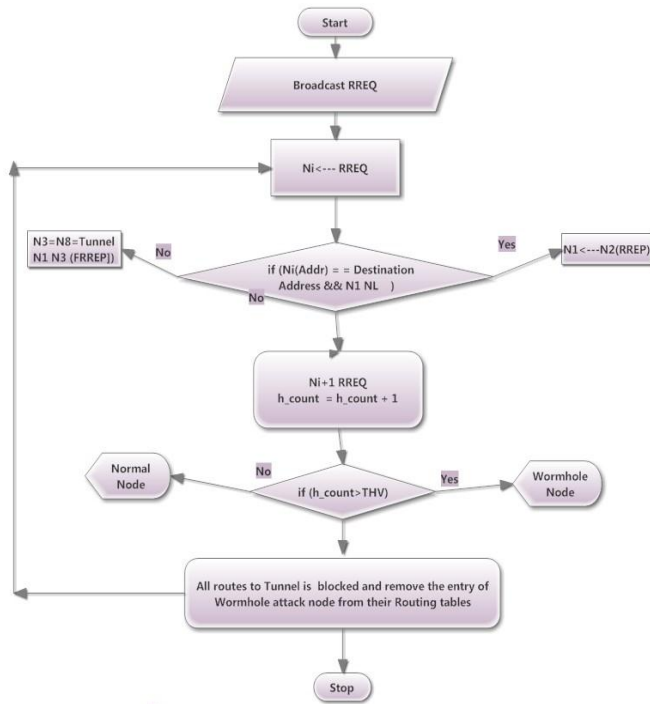 Start
Broadcast RREQ
Ni<--- RREQ
N3=N8=Tunnel
N1 N3 (FRREP])
No
Yes
N1<---N2(RREP)
if (Ni(Addr) = = Destination
Address && N1 NL )
No
Ni+1 RREQ
h_count = h_count + 1
Normal
Node
No
if (h_count>THV)
Yes
Wormhole
Node
All routes to Tunnel is blocked and remove the entry of
Wormhole attack node from their Routing tables
Stop